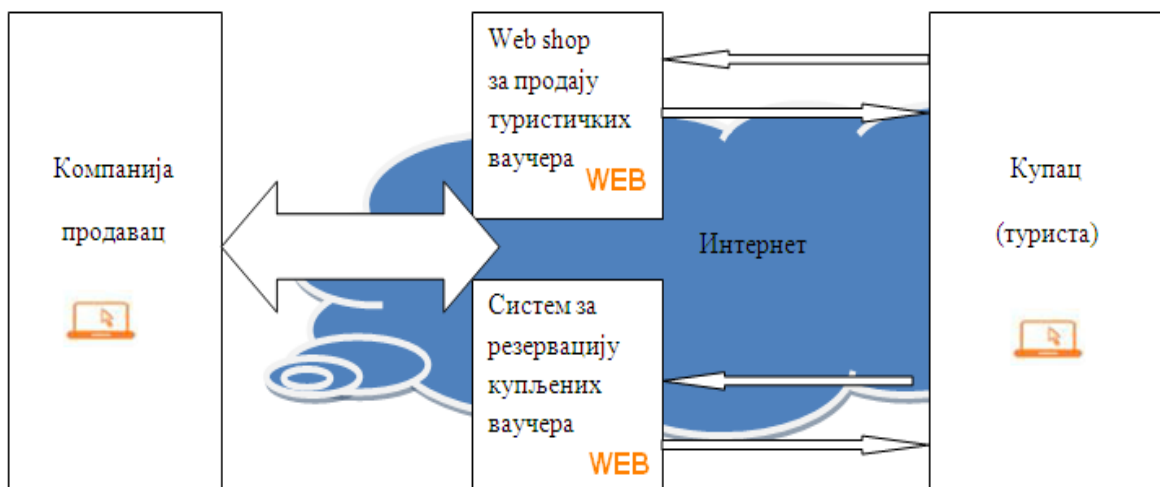 Компанија
продавац
Web shop
за продају
туристичких
ваучера
WEB
Интернет
Систем за
резервацију
купљених
ваучера
WEB
Купац
(туриста)